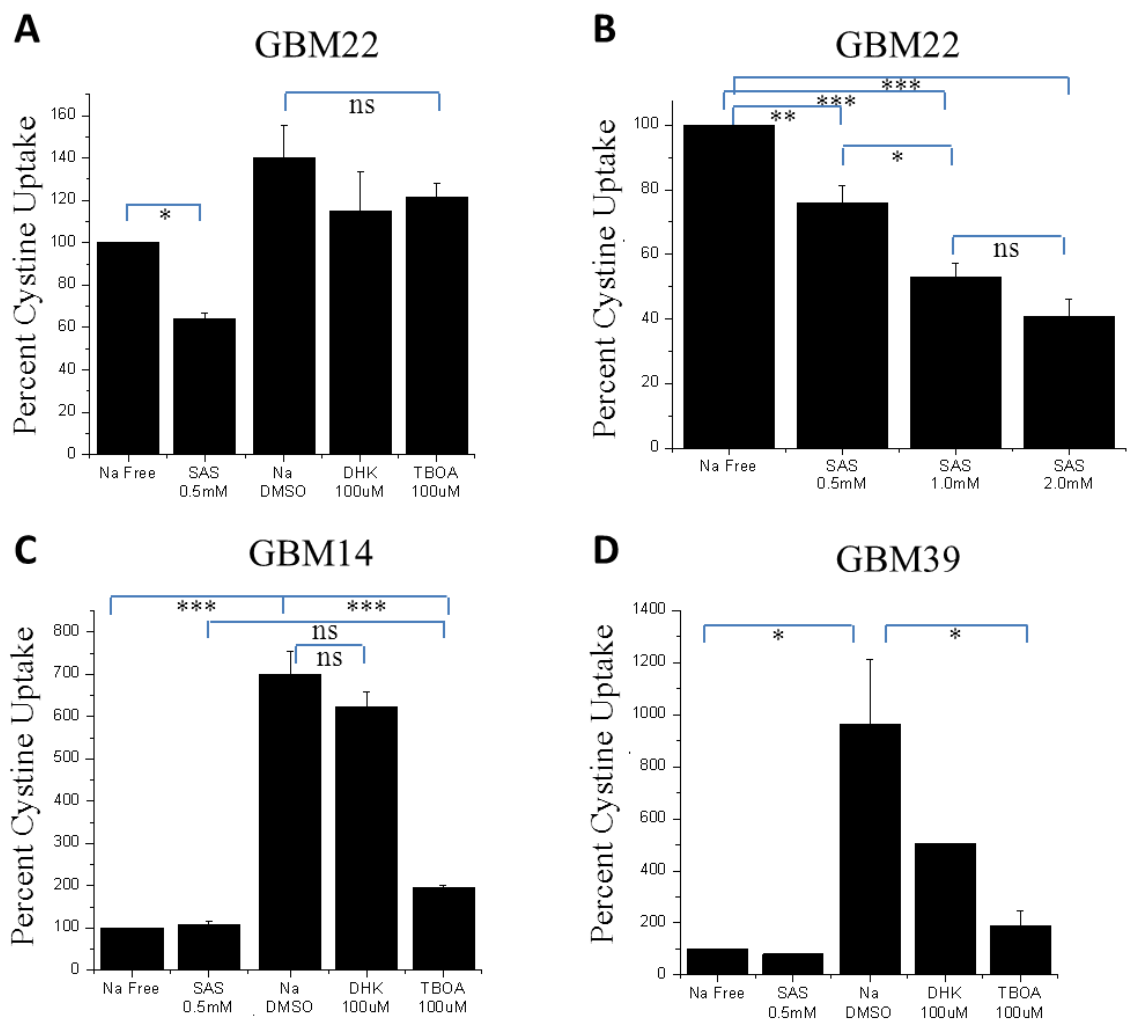 A
GBM22
ns
*
Percent Cystine Uptake
160
140
120
100
80
60
40
20
0
Na Free
SAS
0.5mM
Na
DMSO
DHK
100uM
TBOA
100uM
B
GBM22
***
***
**
*
ns
Percent Cystine Uptake
100
80
60
40
20
0
Na Free
SAS
0.5mM
SAS
1.0mM
SAS
2.0mM
C
GBM14
***
***
ns
ns
Percent Cystine Uptake
800
700
600
500
400
300
200
100
0
Na Free
SAS
0.5mM
Na
DMSO
DHK
100uM
TBOA
100uM
D
GBM39
*
*
Percent Cystine Uptake
1400
1200
1000
800
600
400
200
0
Na Free
SAS
0.5mM
Na
DMSO
DHK
100uM
TBOA
100uM